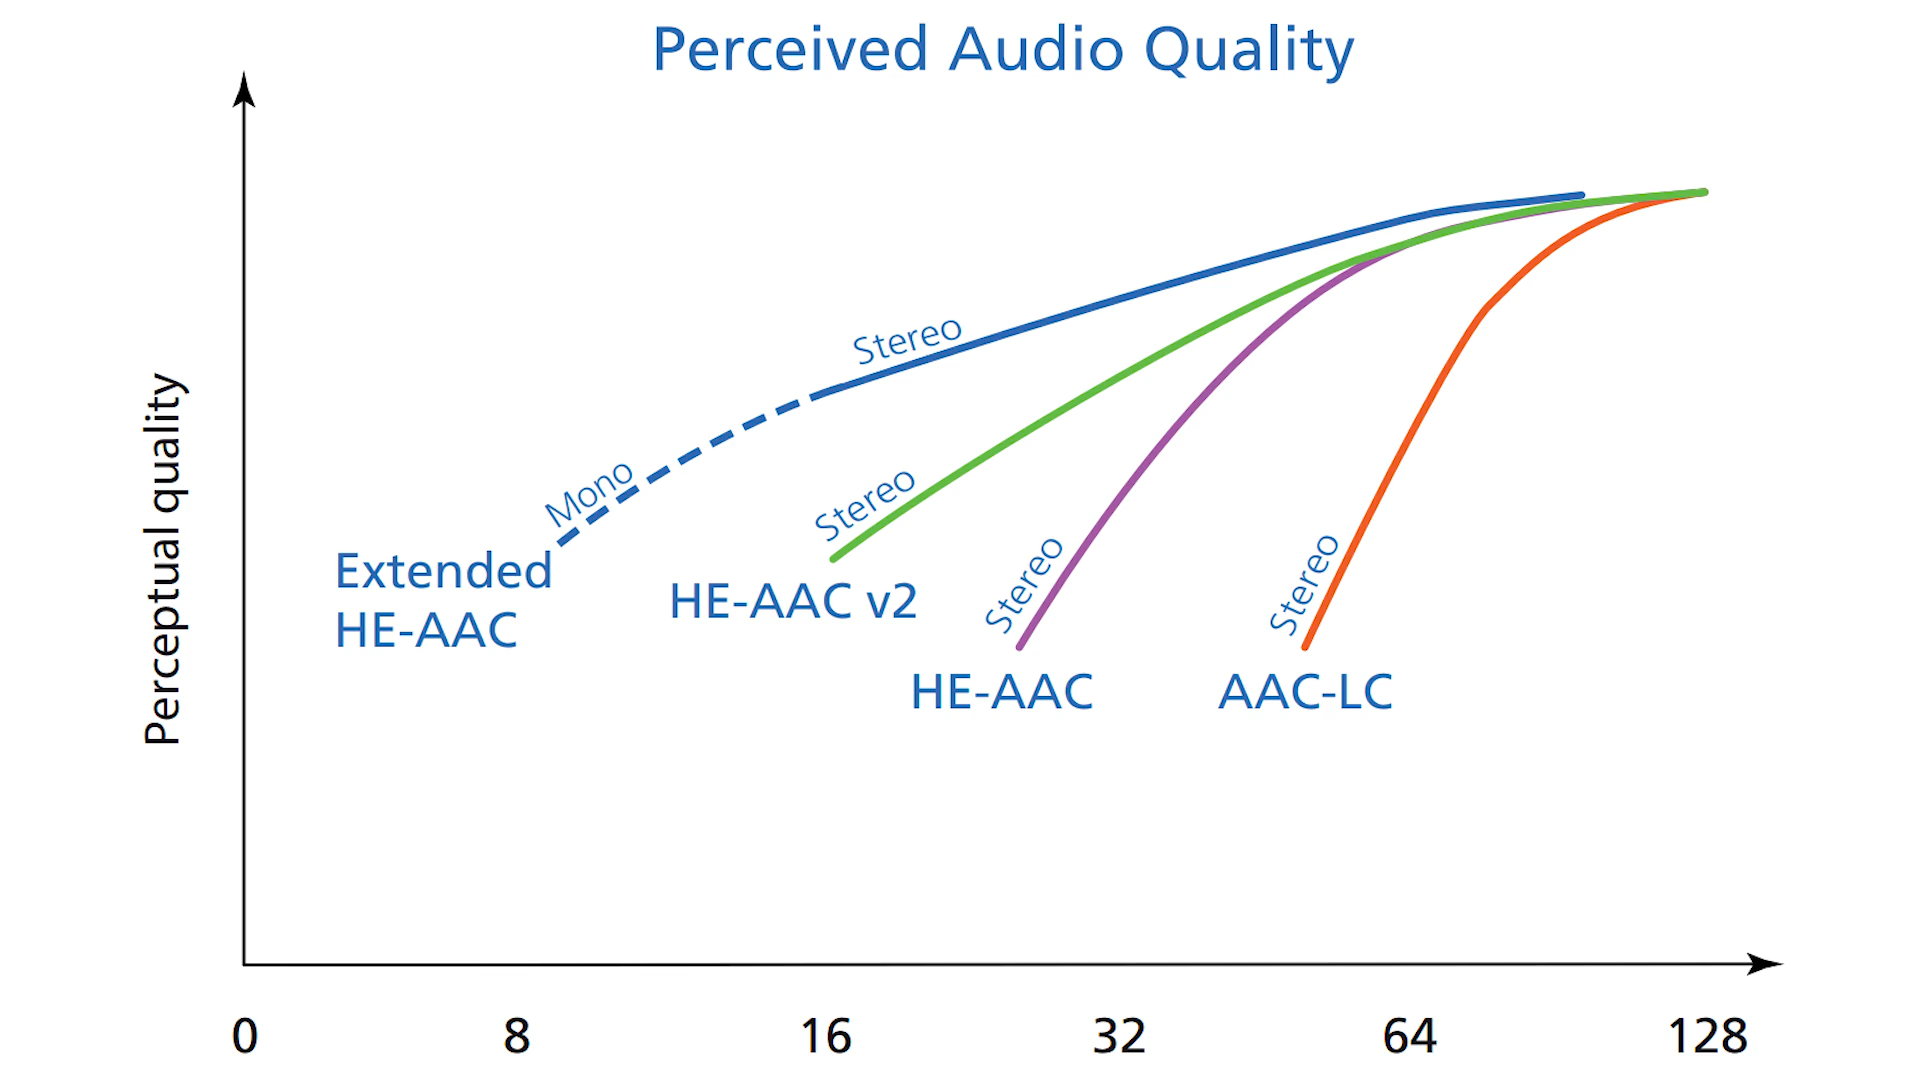 Perceived Audio Quality
Perceptual quality
Stereo
Mono
Extended
HE-AAC
Stereo
HE-AAC v2
Stereo
HE-AAC
Stereo
AAC-LC
0 8 16 32 64 128